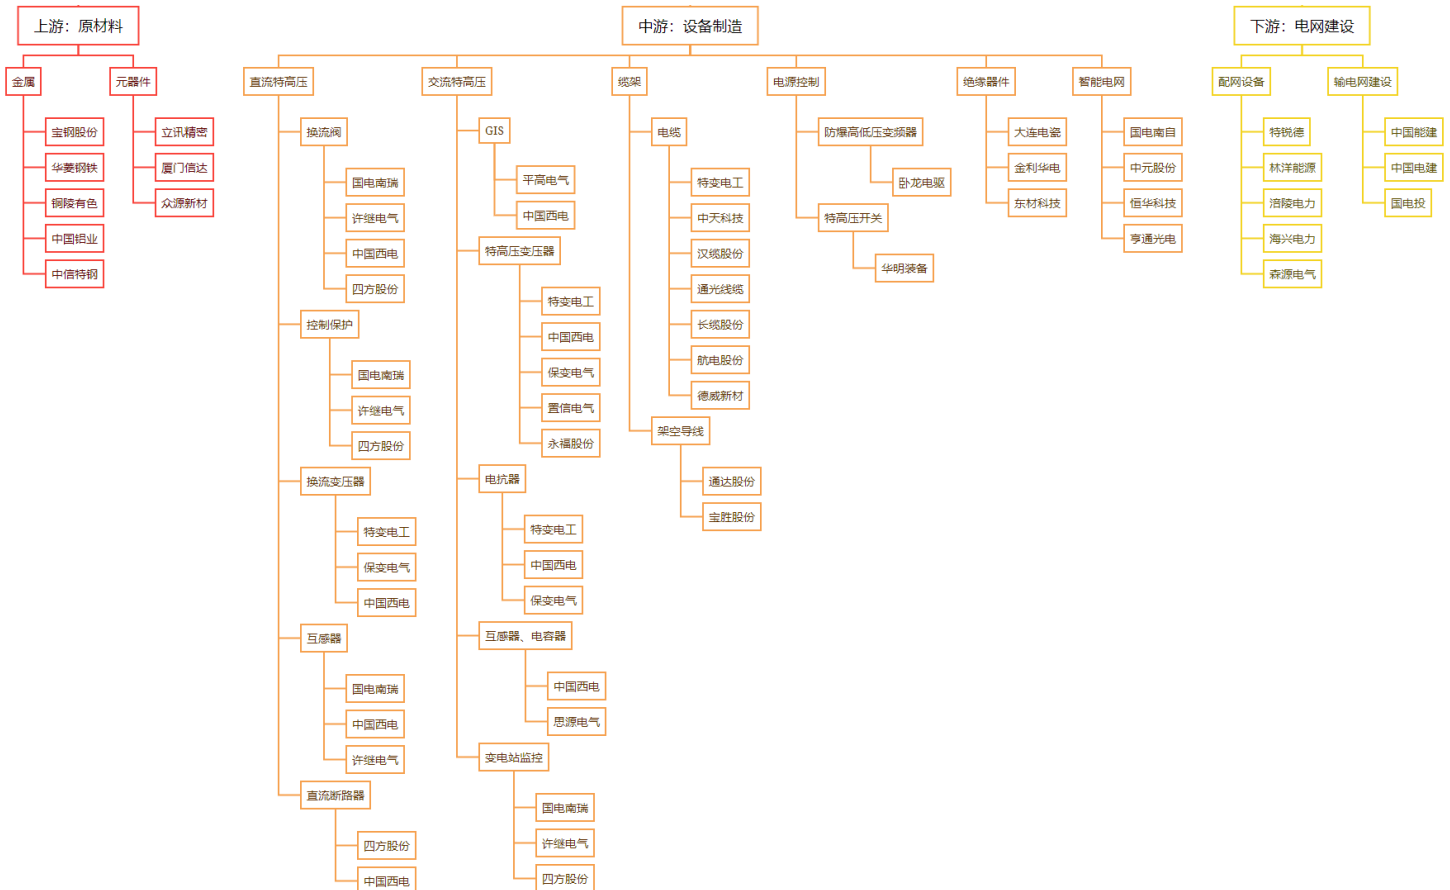 上游：原材料
金属
宝钢股份
华菱钢铁
铜陵有色
中国铝业
中信特钢
元器件
立讯精密
厦门信达
众源新材
中游：设备制造
直流特高压
换流阀
国电南瑞
许继电气
中国西电
四方股份
控制保护
国电南瑞
许继电气
四方股份
换流变压器
特变电工
保变电气
中国西电
互感器
国电南瑞
中国西电
许继电气
直流断路器
四方股份
中国西电
交流特高压
GIS
平高电气
中国西电
特高压变压器
特变电工
中国西电
保变电气
置信电气
永福股份
电抗器
特变电工
中国西电
保变电气
互感器、电容器
中国西电
思源电气
变电站监控
国电南瑞
许继电气
四方股份
缆架
电缆
特变电工
中天科技
汉缆股份
通光线缆
长缆股份
航电股份
德威新材
架空导线
通达股份
宝胜股份
电源控制
防爆高低压变频器
卧龙电驱
特高压开关
华明装备
绝缘器件
大连电瓷
金利华电
东材科技
智能电网
国电南自
中元股份
恒华科技
亨通光电
下游：电网建设
配网设备
特锐德
林洋能源
涪陵电力
海兴电力
森源电气
输电网建设
中国能建
中国电建
国电投